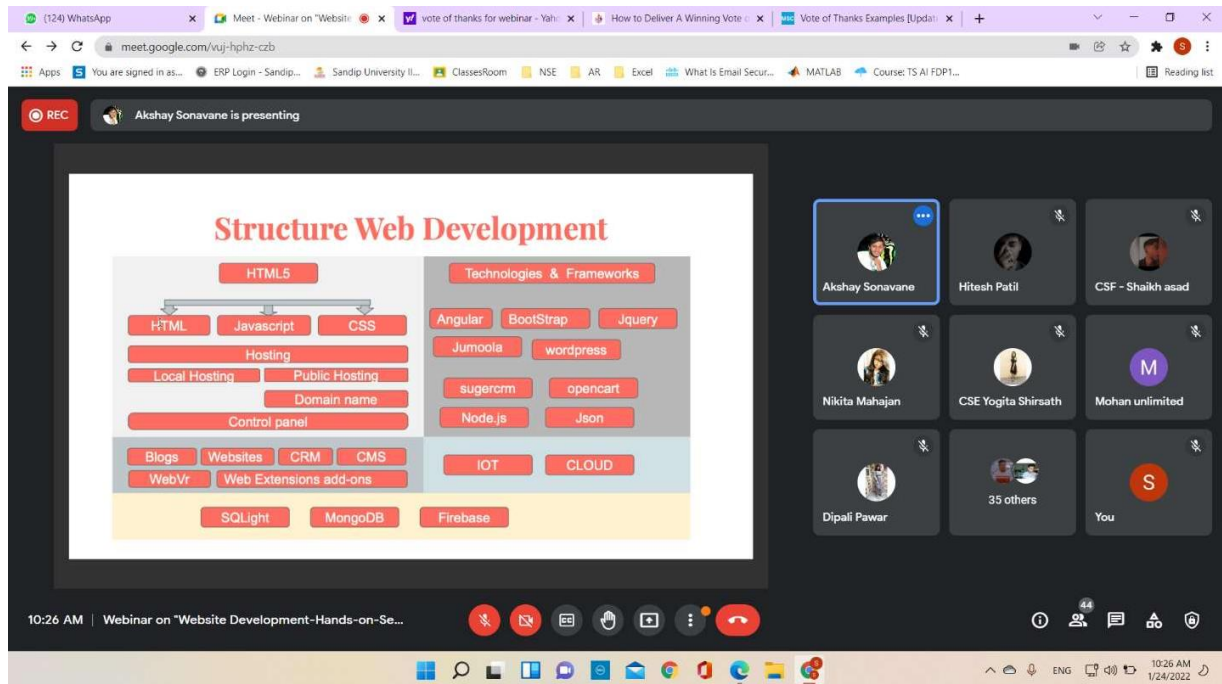 (124) WhatsApp
Meet - Webinar on "Website
vote of thanks for webinar - Yaho
How to Deliver A Winning Vote o
Vote of Thanks Examples [Updat
meet.google.com/vuj-hphz-czb
Apps
You are signed in as...
ERP Login - Sandip...
Sandip University II...
ClassesRoom
NSE
AR
Excel
What Is Email Secur...
MATLAB
Course: TS AI FDP1...
Reading list
REC
Akshay Sonavane is presenting
Structure Web Development
HTML5
Technologies & Frameworks
HTML
Javascript
CSS
Angular
BootStrap
Jquery
Hosting
Jumoola
wordpress
Local Hosting
Public Hosting
Domain name
sugercrm
opencart
Control panel
Node.js
Json
Blogs
Websites
CRM
CMS
IOT
CLOUD
WebVr
Web Extensions add-ons
SQLight
MongoDB
Firebase
Akshay Sonavane
Hitesh Patil
CSF - Shaikh asad
Nikita Mahajan
CSE Yogita Shirsath
M
Mohan unlimited
Dipali Pawar
35 others
S
You
10:26 AM | Webinar on "Website Development-Hands-on-Se...
44
ENG
10:26 AM
1/24/2022